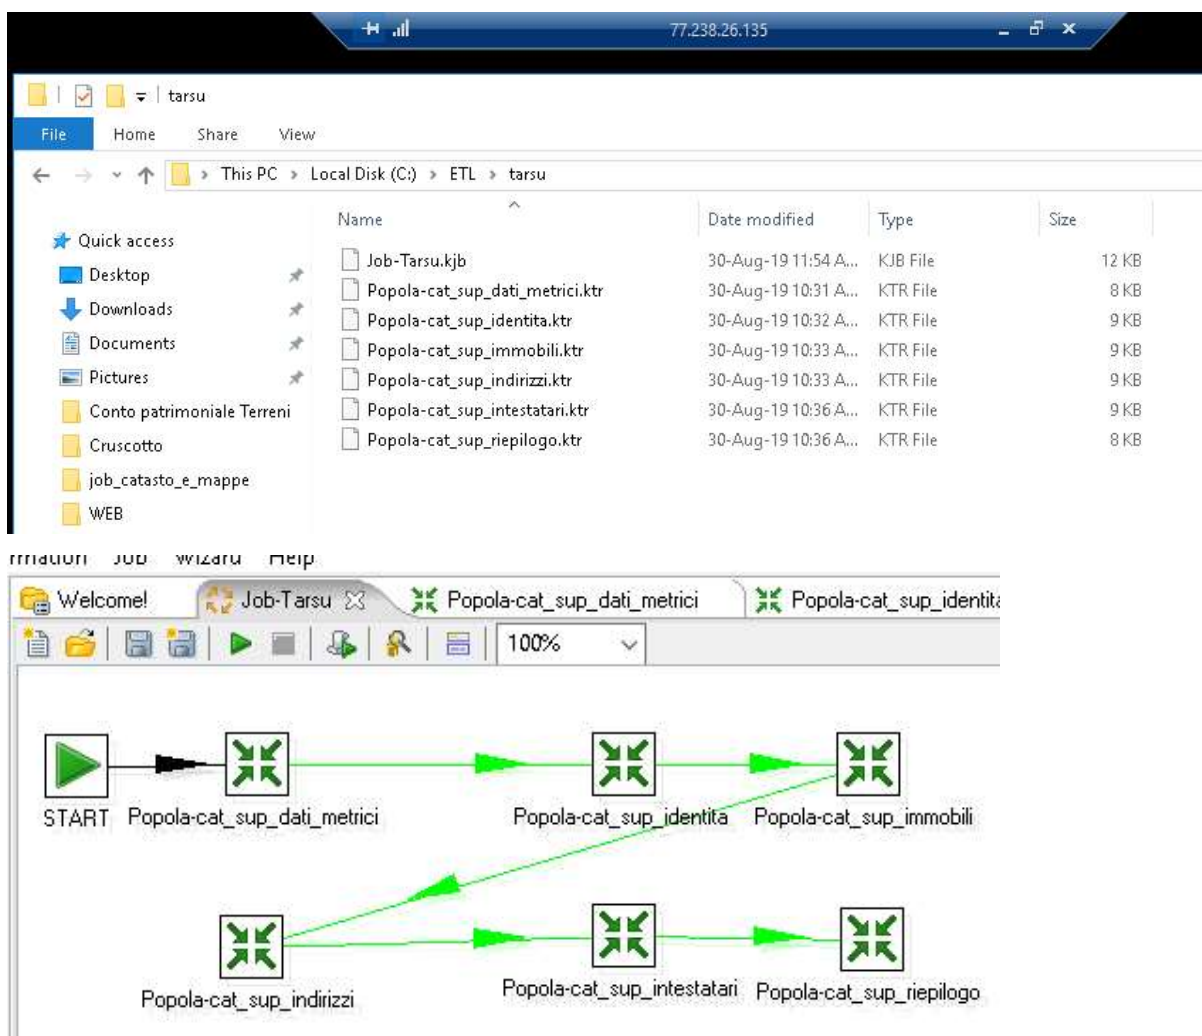 77.238.26.135
tarsu
File Home Share View
This PC > Local Disk (C:) > ETL > tarsu
Name Date modified Type Size
Quick access
Desktop
Downloads
Documents
Pictures
Conto patrimoniale Terreni
Cruscotto
job_catasto_e_mappe
WEB
Job-Tarsu.kjb 30-Aug-19 11:54 A... KJB File 12 KB
Popola-cat_sup_dati_metrici.ktr 30-Aug-19 10:31 A... KTR File 8 KB
Popola-cat_sup_identita.ktr 30-Aug-19 10:32 A... KTR File 9 KB
Popola-cat_sup_immobili.ktr 30-Aug-19 10:33 A... KTR File 9 KB
Popola-cat_sup_indirizzi.ktr 30-Aug-19 10:33 A... KTR File 9 KB
Popola-cat_sup_intestatari.ktr 30-Aug-19 10:36 A... KTR File 9 KB
Popola-cat_sup_riepilogo.ktr 30-Aug-19 10:36 A... KTR File 8 KB
rmation Job Wizard Help
Welcome! Job-Tarsu Popola-cat_sup_dati_metrici Popola-cat_sup_identita
100%
START Popola-cat_sup_dati_metrici Popola-cat_sup_identita Popola-cat_sup_immobili
Popola-cat_sup_indirizzi Popola-cat_sup_intestatari Popola-cat_sup_riepilogo